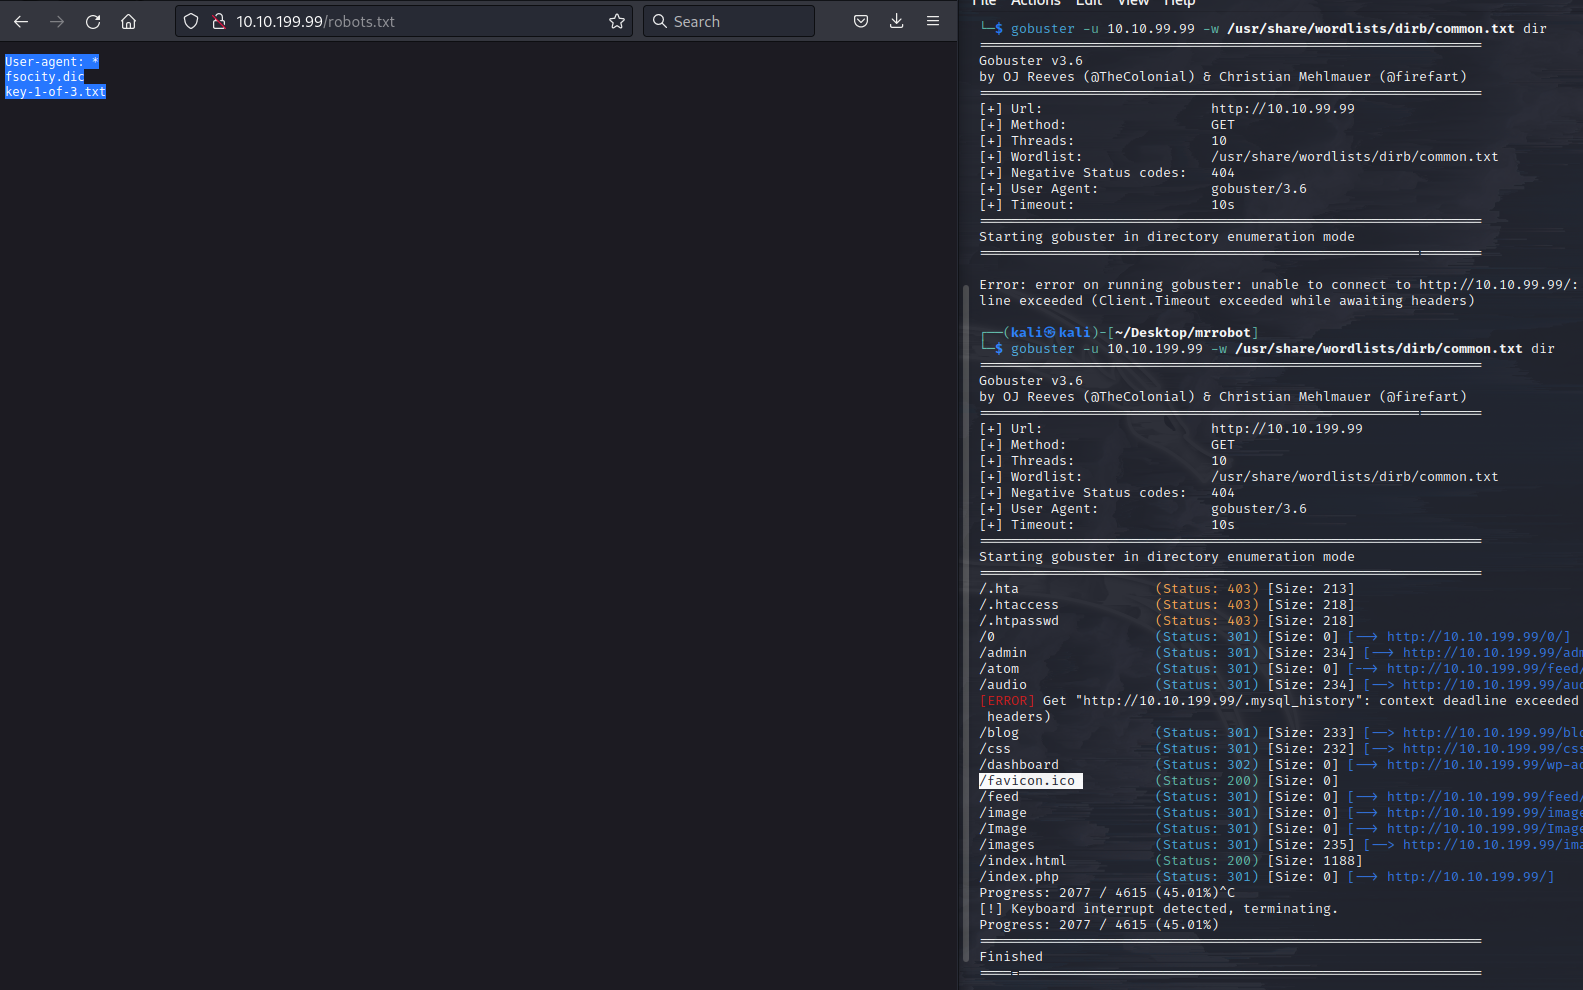 10.10.199.99/robots.txt
Search
User-agent: *
fsocity.dic
key-1-of-3.txt
File Actions Edit View Help
└─$ gobuster -u 10.10.99.99 -w /usr/share/wordlists/dirb/common.txt dir
===============================================================
Gobuster v3.6
by OJ Reeves (@TheColonial) & Christian Mehlmauer (@firefart)
===============================================================
[+] Url: http://10.10.99.99
[+] Method: GET
[+] Threads: 10
[+] Wordlist: /usr/share/wordlists/dirb/common.txt
[+] Negative Status codes: 404
[+] User Agent: gobuster/3.6
[+] Timeout: 10s
===============================================================
Starting gobuster in directory enumeration mode
===============================================================
Error: error on running gobuster: unable to connect to http://10.10.99.99/:
line exceeded (Client.Timeout exceeded while awaiting headers)
┌──(kali㉿kali)-[~/Desktop/mrrobot]
└─$ gobuster -u 10.10.199.99 -w /usr/share/wordlists/dirb/common.txt dir
===============================================================
Gobuster v3.6
by OJ Reeves (@TheColonial) & Christian Mehlmauer (@firefart)
===============================================================
[+] Url: http://10.10.199.99
[+] Method: GET
[+] Threads: 10
[+] Wordlist: /usr/share/wordlists/dirb/common.txt
[+] Negative Status codes: 404
[+] User Agent: gobuster/3.6
[+] Timeout: 10s
===============================================================
Starting gobuster in directory enumeration mode
===============================================================
/.hta (Status: 403) [Size: 213]
/.htaccess (Status: 403) [Size: 218]
/.htpasswd (Status: 403) [Size: 218]
/0 (Status: 301) [Size: 0] [--> http://10.10.199.99/0/]
/admin (Status: 301) [Size: 234] [--> http://10.10.199.99/adm
/atom (Status: 301) [Size: 0] [--> http://10.10.199.99/feed/
/audio (Status: 301) [Size: 234] [--> http://10.10.199.99/aud
[ERROR] Get "http://10.10.199.99/.mysql_history": context deadline exceeded
headers)
/blog (Status: 301) [Size: 233] [--> http://10.10.199.99/blo
/css (Status: 301) [Size: 232] [--> http://10.10.199.99/css
/dashboard (Status: 302) [Size: 0] [--> http://10.10.199.99/wp-ad
/favicon.ico (Status: 200) [Size: 0]
/feed (Status: 301) [Size: 0] [--> http://10.10.199.99/feed/
/image (Status: 301) [Size: 0] [--> http://10.10.199.99/image
/Image (Status: 301) [Size: 0] [--> http://10.10.199.99/Image
/images (Status: 301) [Size: 235] [--> http://10.10.199.99/ima
/index.html (Status: 200) [Size: 1188]
/index.php (Status: 301) [Size: 0] [--> http://10.10.199.99/]
Progress: 2077 / 4615 (45.01%)^C
[!] Keyboard interrupt detected, terminating.
Progress: 2077 / 4615 (45.01%)
===============================================================
Finished
===============================================================